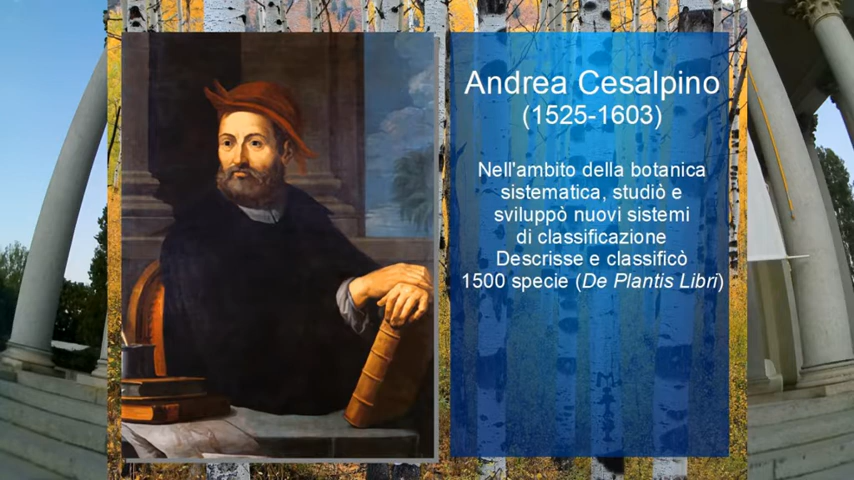 Andrea Cesalpino
(1525-1603)
Nell'ambito della botanica
sistematica, studiò e
sviluppò nuovi sistemi
di classificazione
Descrisse e classificò
1500 specie (De Plantis Libri)